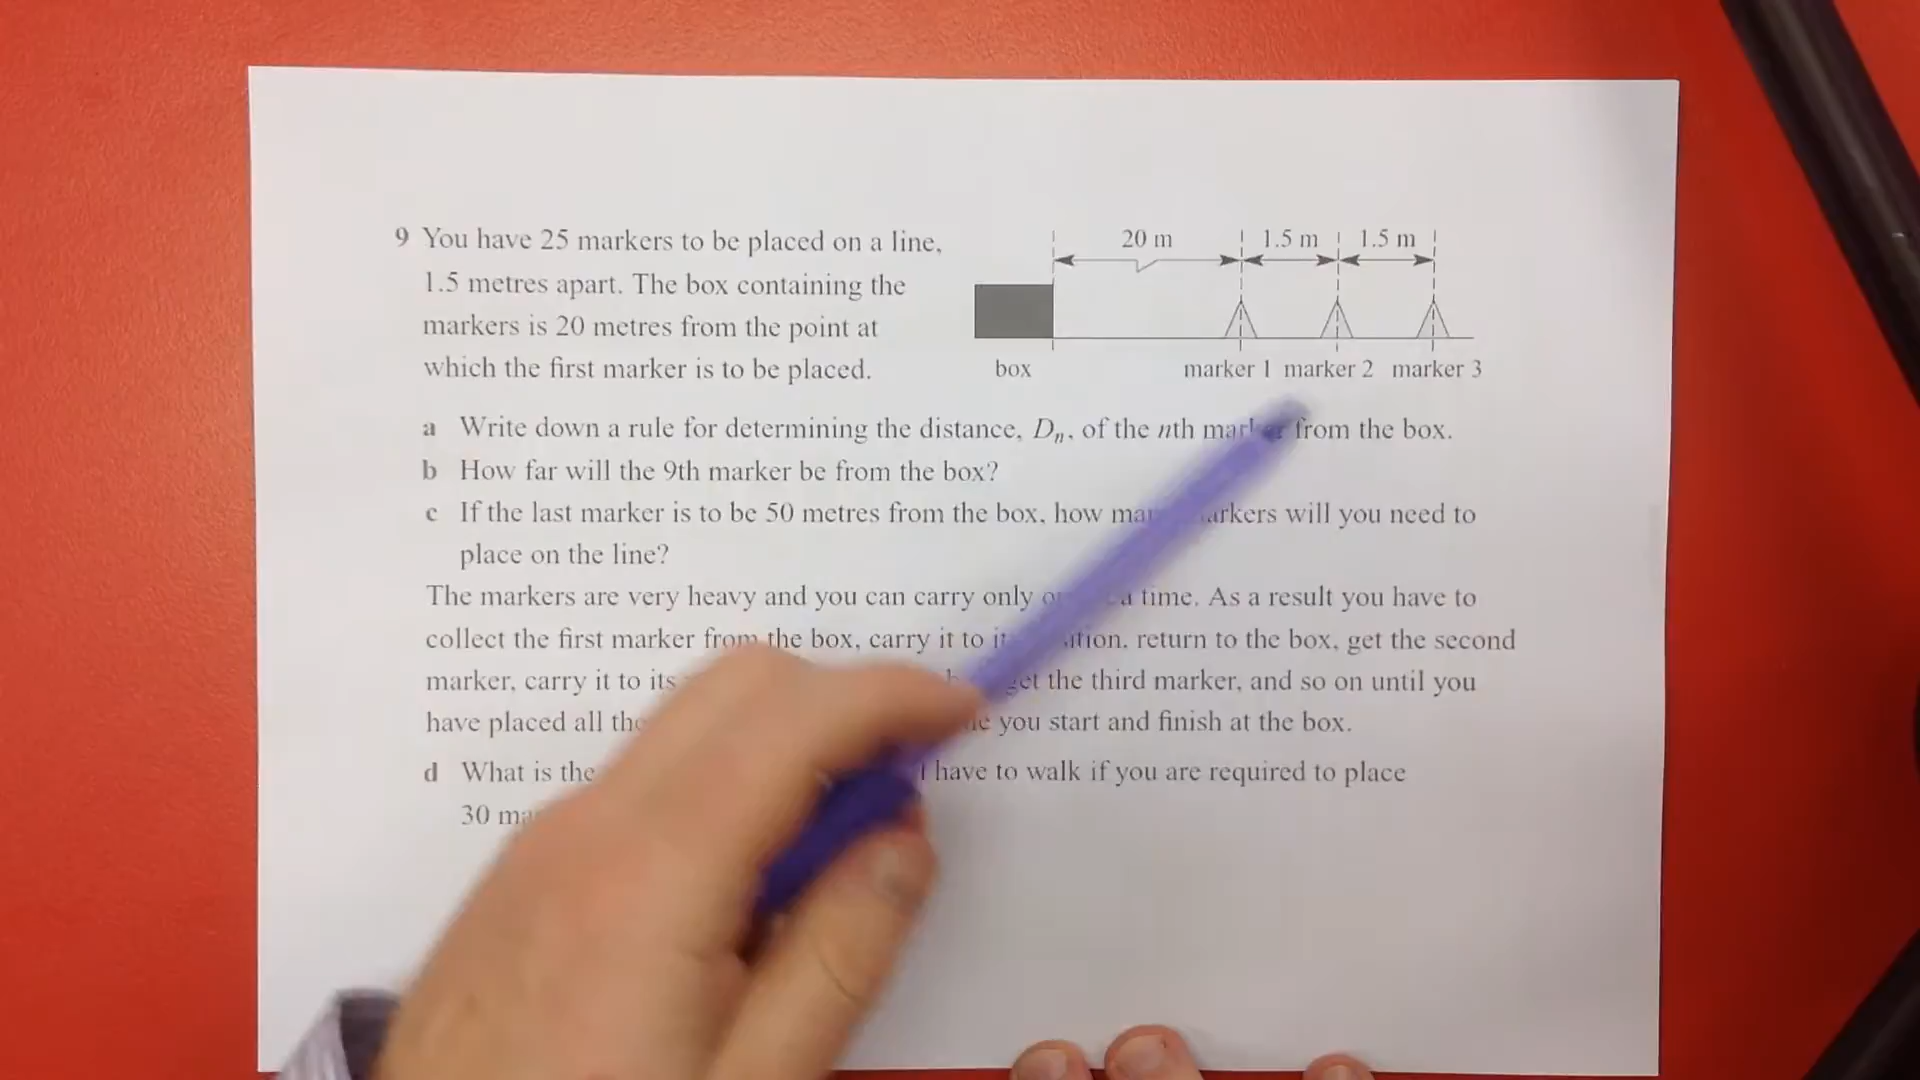 9 You have 25 markers to be placed on a line,
1.5 metres apart. The box containing the
markers is 20 metres from the point at
which the first marker is to be placed.
20 m 1.5 m 1.5 m
box marker 1 marker 2 marker 3
a Write down a rule for determining the distance, Dn, of the nth marker from the box.
b How far will the 9th marker be from the box?
c If the last marker is to be 50 metres from the box, how many markers will you need to
place on the line?
The markers are very heavy and you can carry only a time. As a result you have to
collect the first marker from the box, carry it to return to the box, get the second
marker, carry it to its get the third marker, and so on until you
have placed all you start and finish at the box.
d What is the have to walk if you are required to place
30